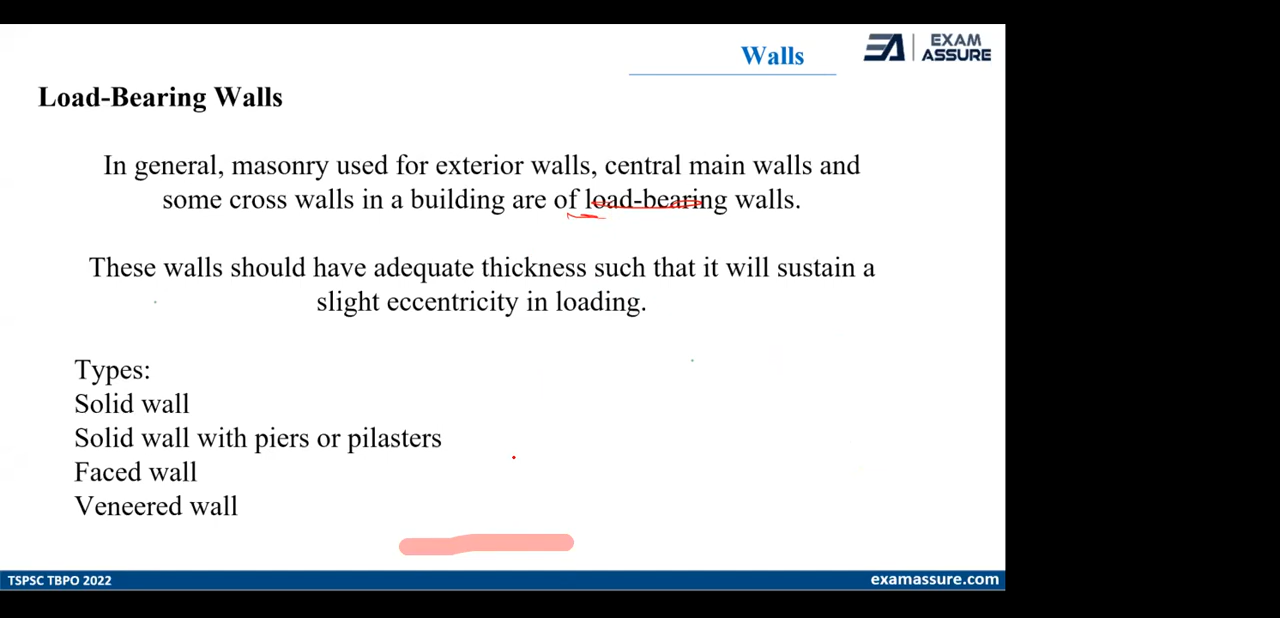 Walls
EXAM
ASSURE
Load-Bearing Walls
In general, masonry used for exterior walls, central main walls and
some cross walls in a building are of load-bearing walls.
These walls should have adequate thickness such that it will sustain a
slight eccentricity in loading.
Types:
Solid wall
Solid wall with piers or pilasters
Faced wall
Veneered wall
TSPSC TBPO 2022
examassure.com